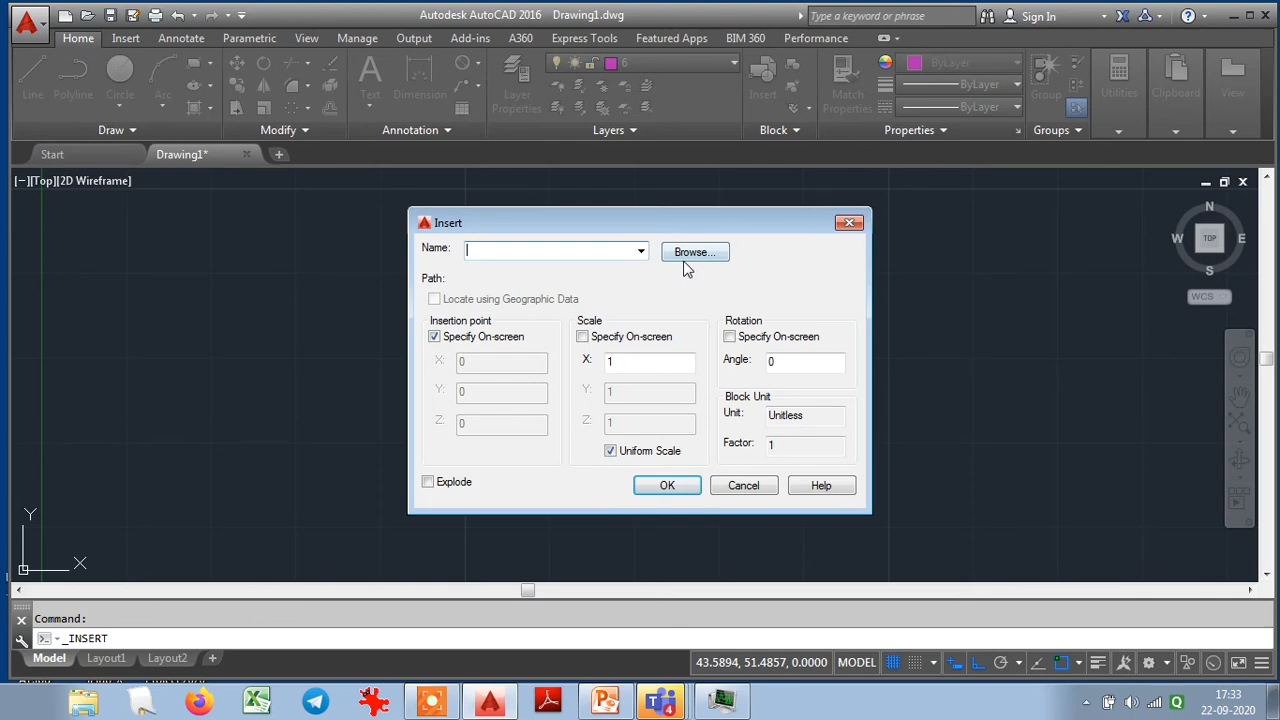 Autodesk AutoCAD 2016 Drawing1.dwg
Type a keyword or phrase
Sign In
Home Insert Annotate Parametric View Manage Output Add-ins A360 Express Tools Featured Apps BIM 360 Performance
6
ByLayer
Line Polyline Circle Arc
Text Dimension
Layer
Properties
Insert
Match
Properties
ByLayer
ByLayer
Group
Utilities Clipboard View
Draw Modify Annotation Layers Block Properties Groups
Start Drawing1*
[−][Top][2D Wireframe]
N
W TOP E
S
WCS
Insert
Name:
Browse...
Path:
Locate using Geographic Data
Insertion point
Specify On-screen
X: 0
Y: 0
Z: 0
Scale
Specify On-screen
X: 1
Y: 1
Z: 1
Uniform Scale
Rotation
Specify On-screen
Angle: 0
Block Unit
Unit: Unitless
Factor: 1
Explode
OK Cancel Help
Y
X
Command:
_INSERT
Model Layout1 Layout2
43.5894, 51.4857, 0.0000 MODEL
4
17:33
22-09-2020